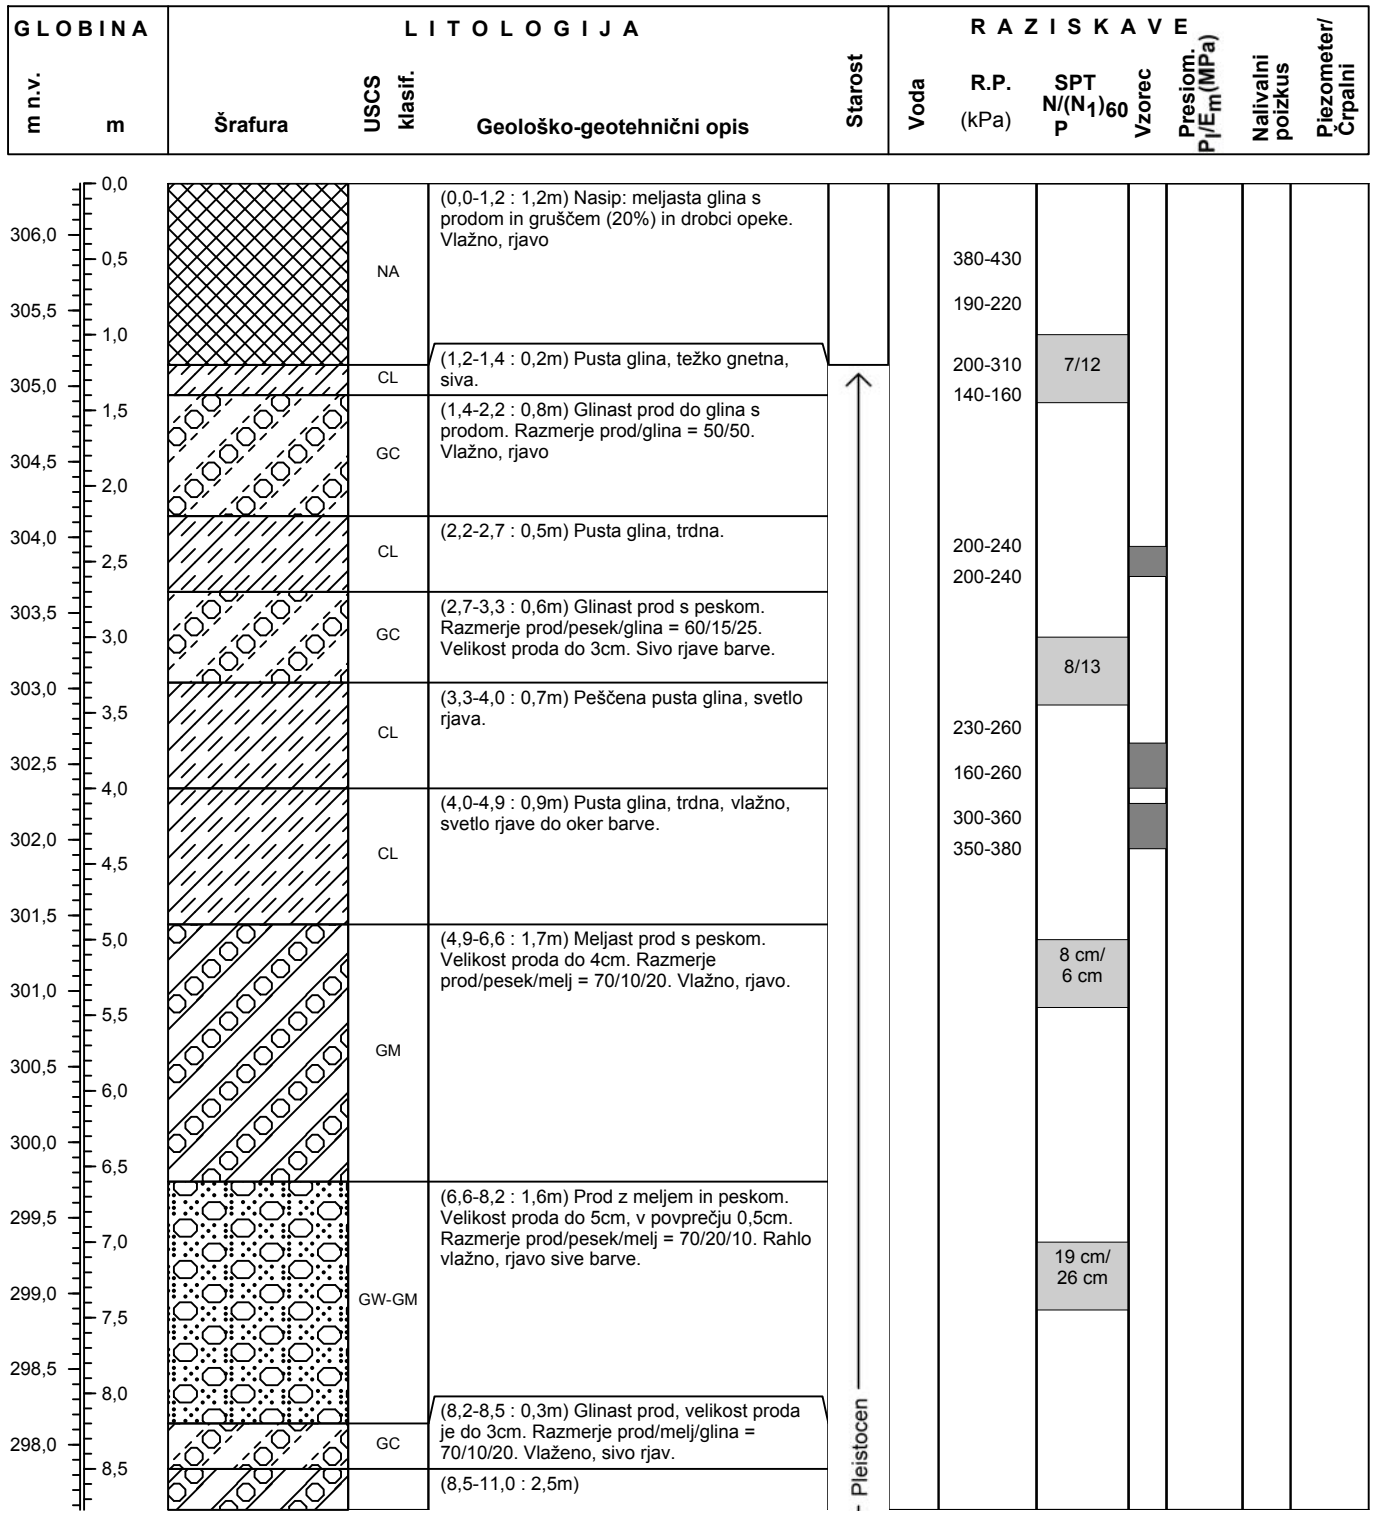 GLOBINA
LITOLOGIJA
RAZISKAVE
m n.v.
m
Šrafura
USCS
klasif.
Geološko-geotehnični opis
Starost
Voda
R.P.
(kPa)
SPT
N/(N1)60
P
Vzorec
Presiom.
Pl/Em(MPa)
Nalivalni
poizkus
Piezometer/
Črpalni
306,0
305,5
305,0
304,5
304,0
303,5
303,0
302,5
302,0
301,5
301,0
300,5
300,0
299,5
299,0
298,5
298,0
0,0
0,5
1,0
1,5
2,0
2,5
3,0
3,5
4,0
4,5
5,0
5,5
6,0
6,5
7,0
7,5
8,0
8,5
NA
(0,0-1,2 : 1,2m) Nasip: meljasta glina s
prodom in gruščem (20%) in drobci opeke.
Vlažno, rjavo
CL
(1,2-1,4 : 0,2m) Pusta glina, težko gnetna,
siva.
GC
(1,4-2,2 : 0,8m) Glinast prod do glina s
prodom. Razmerje prod/glina = 50/50.
Vlažno, rjavo
CL
(2,2-2,7 : 0,5m) Pusta glina, trdna.
GC
(2,7-3,3 : 0,6m) Glinast prod s peskom.
Razmerje prod/pesek/glina = 60/15/25.
Velikost proda do 3cm. Sivo rjave barve.
CL
(3,3-4,0 : 0,7m) Peščena pusta glina, svetlo
rjava.
CL
(4,0-4,9 : 0,9m) Pusta glina, trdna, vlažno,
svetlo rjave do oker barve.
GM
(4,9-6,6 : 1,7m) Meljast prod s peskom.
Velikost proda do 4cm. Razmerje
prod/pesek/melj = 70/10/20. Vlažno, rjavo.
GW-GM
(6,6-8,2 : 1,6m) Prod z meljem in peskom.
Velikost proda do 5cm, v povprečju 0,5cm.
Razmerje prod/pesek/melj = 70/20/10. Rahlo
vlažno, rjavo sive barve.
GC
(8,2-8,5 : 0,3m) Glinast prod, velikost proda
je do 3cm. Razmerje prod/melj/glina =
70/10/20. Vlaženo, sivo rjav.
(8,5-11,0 : 2,5m)
- Pleistocen
380-430
190-220
200-310
140-160
200-240
200-240
230-260
160-260
300-360
350-380
7/12
8/13
8 cm/
6 cm
19 cm/
26 cm